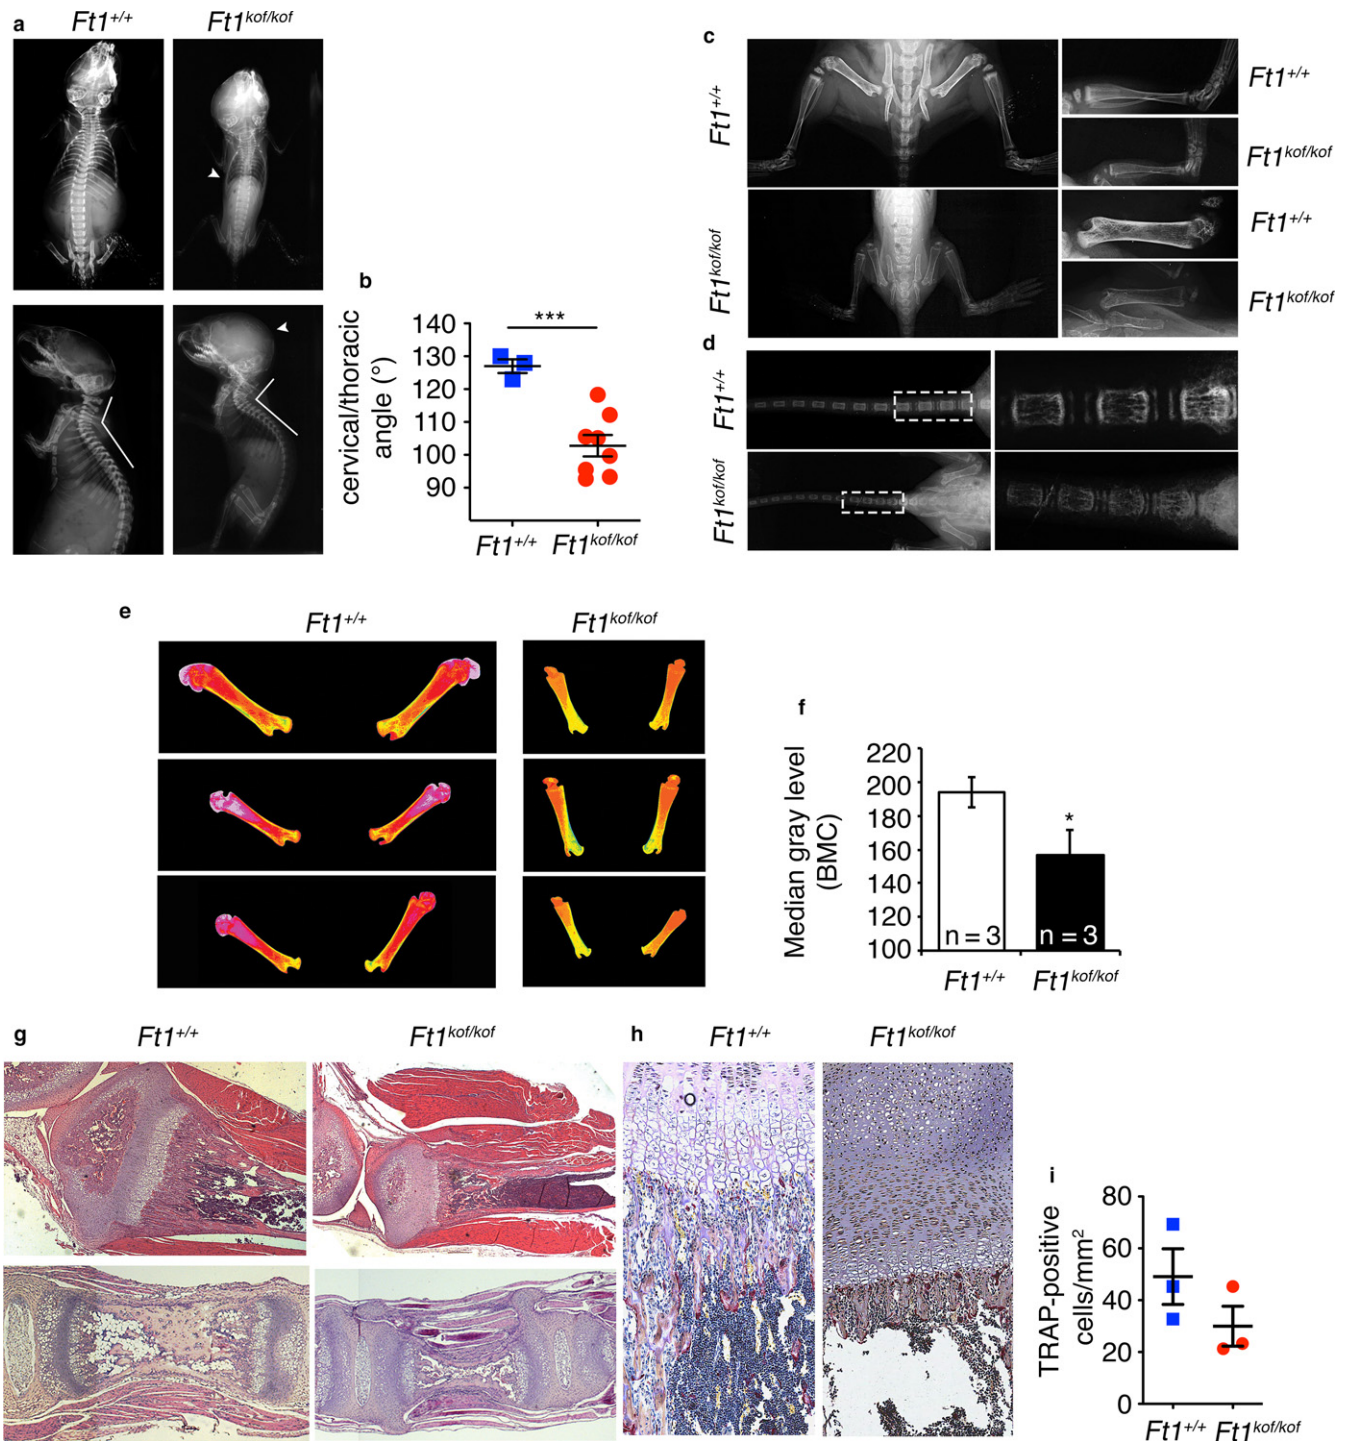 a
Ft1+/+
Ft1kof/kof
b
cervical/thoracic
angle (°)
140
130
120
110
100
90
***
Ft1+/+
Ft1kof/kof
c
Ft1+/+
Ft1kof/kof
Ft1+/+
Ft1kof/kof
Ft1+/+
Ft1kof/kof
d
Ft1+/+
Ft1kof/kof
e
Ft1+/+
Ft1kof/kof
f
Median gray level
(BMC)
220
200
180
160
140
120
100
*
n = 3
n = 3
Ft1+/+
Ft1kof/kof
g
Ft1+/+
Ft1kof/kof
h
Ft1+/+
Ft1kof/kof
i
TRAP-positive
cells/mm2
80
60
40
20
0
Ft1+/+
Ft1kof/kof